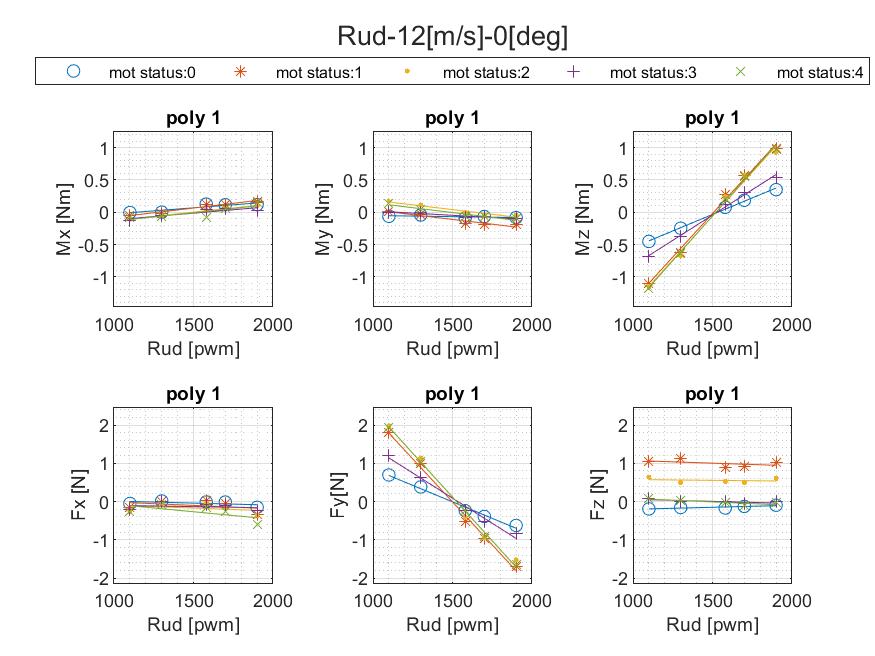 Rud-12[m/s]-0[deg]
mot status:0 mot status:1 mot status:2 mot status:3 mot status:4
poly 1 poly 1 poly 1
1 1 1
0.5 0.5 0.5
0 0 0
-0.5 -0.5 -0.5
-1 -1 -1
Mx [Nm] My [Nm] Mz [Nm]
1000 1500 2000 1000 1500 2000 1000 1500 2000
Rud [pwm] Rud [pwm] Rud [pwm]
poly 1 poly 1 poly 1
2 2 2
1 1 1
0 0 0
-1 -1 -1
-2 -2 -2
Fx [N] Fy[N] Fz [N]
1000 1500 2000 1000 1500 2000 1000 1500 2000
Rud [pwm] Rud [pwm] Rud [pwm]